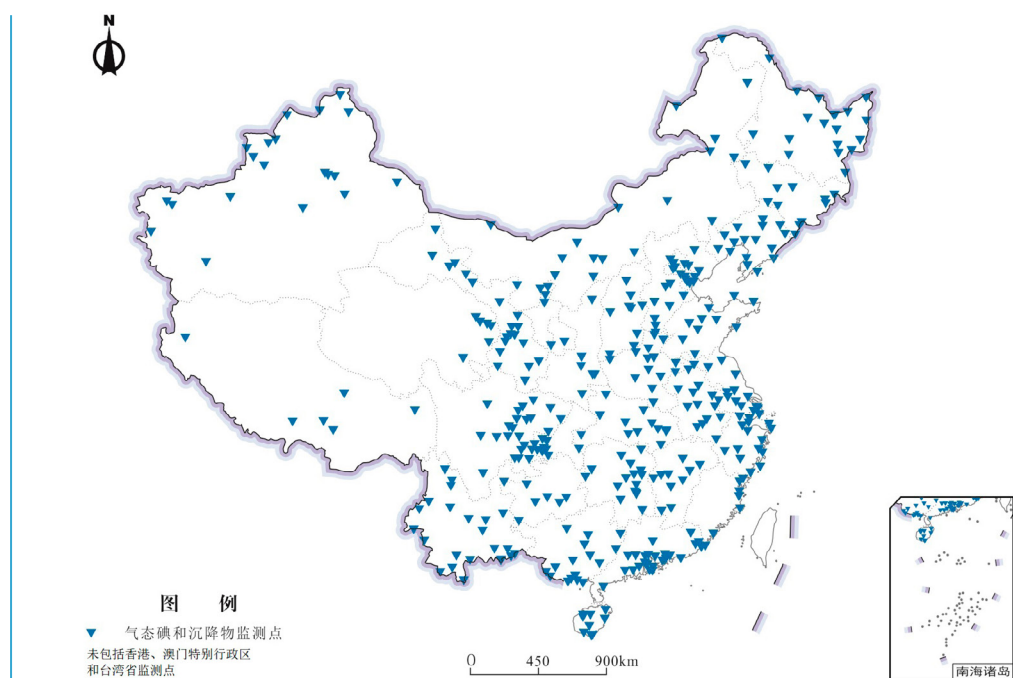 N
图 例
气态碘和沉降物监测点
未包括香港、澳门特别行政区
和台湾省监测点
0 450 900km
南海诸岛